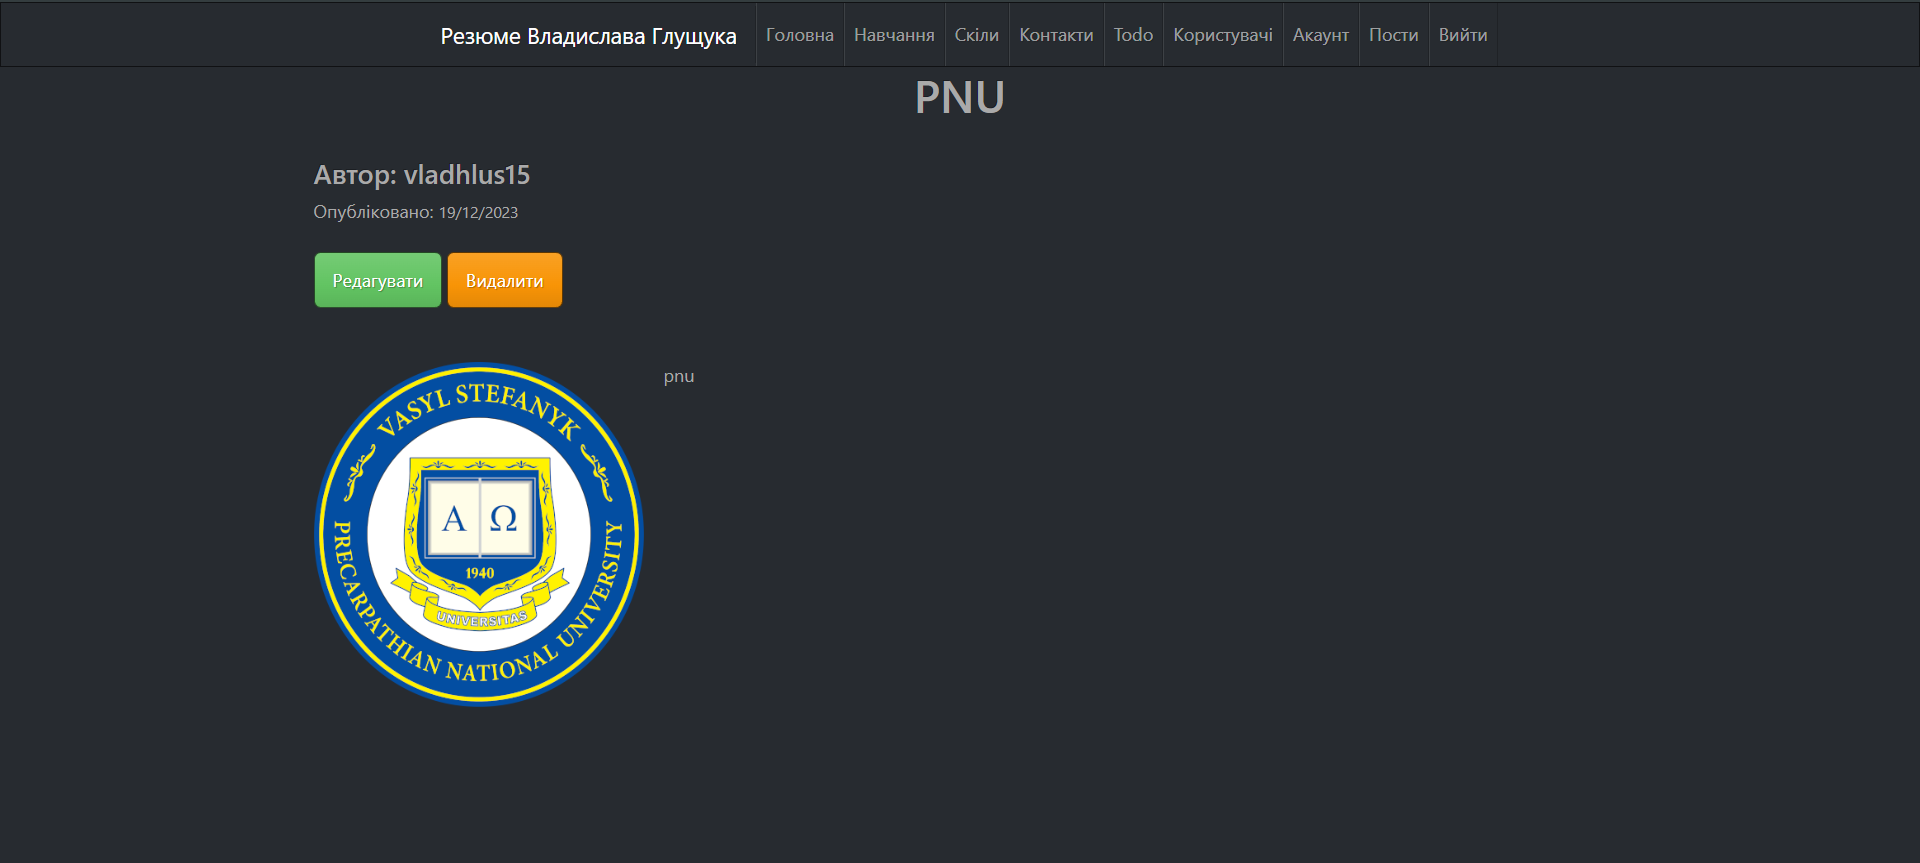 Резюме Владислава Глущука Головна Навчання Скіли Контакти Todo Користувачі Акаунт Пости Вийти
PNU
Автор: vladhlus15
Опубліковано: 19/12/2023
Редагувати Видалити
pnu
VASYL STEFANYK
PRECARPATHIAN NATIONAL UNIVERSITY
Α Ω
1940
UNIVERSITAS